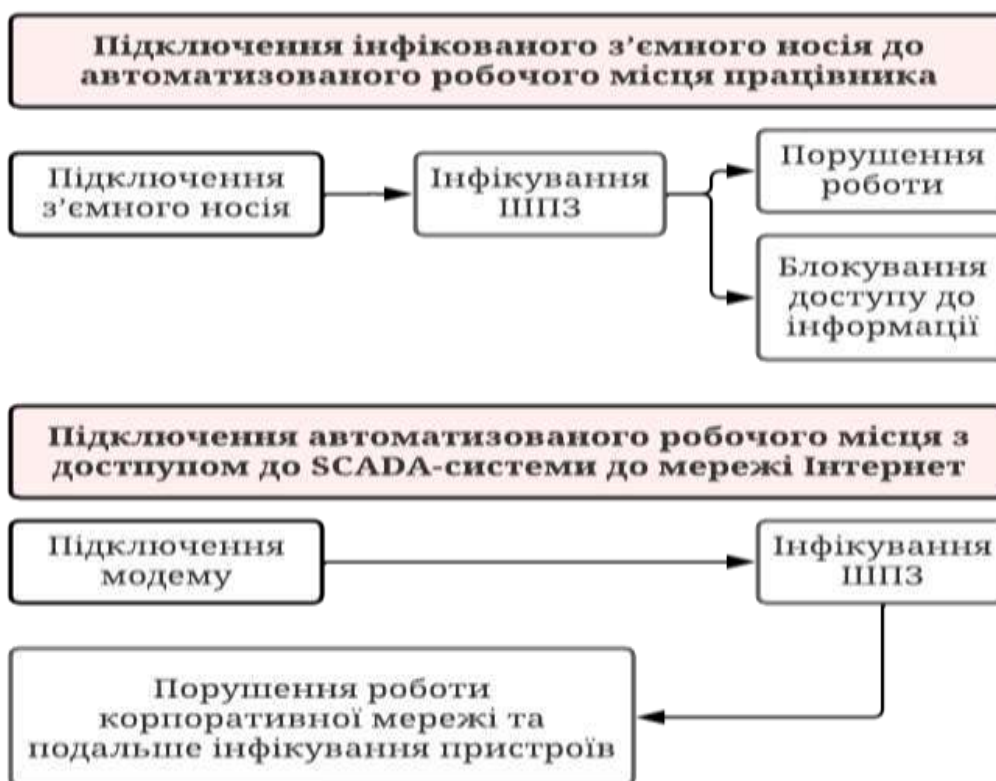 Підключення інфікованого з’ємного носія до
автоматизованого робочого місця працівника
Підключення
з’ємного носія
Інфікування
ШПЗ
Порушення
роботи
Блокування
доступу до
інформації
Підключення автоматизованого робочого місця з
доступом до SCADA-системи до мережі Інтернет
Підключення
модему
Інфікування
ШПЗ
Порушення роботи
корпоративної мережі та
подальше інфікування пристроїв